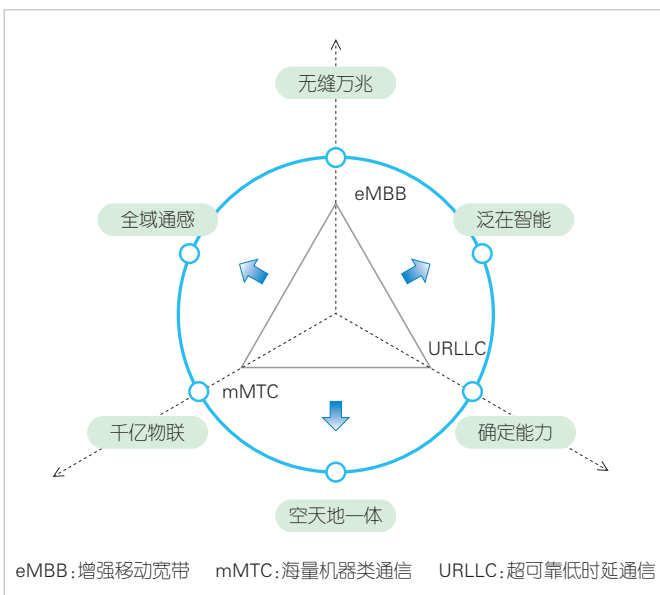 无缝万兆
eMBB
全域通感
泛在智能
URLLC
mMTC
千亿物联
确定能力
空天地一体
eMBB:增强移动宽带 mMTC:海量机器类通信 URLLC:超可靠低时延通信